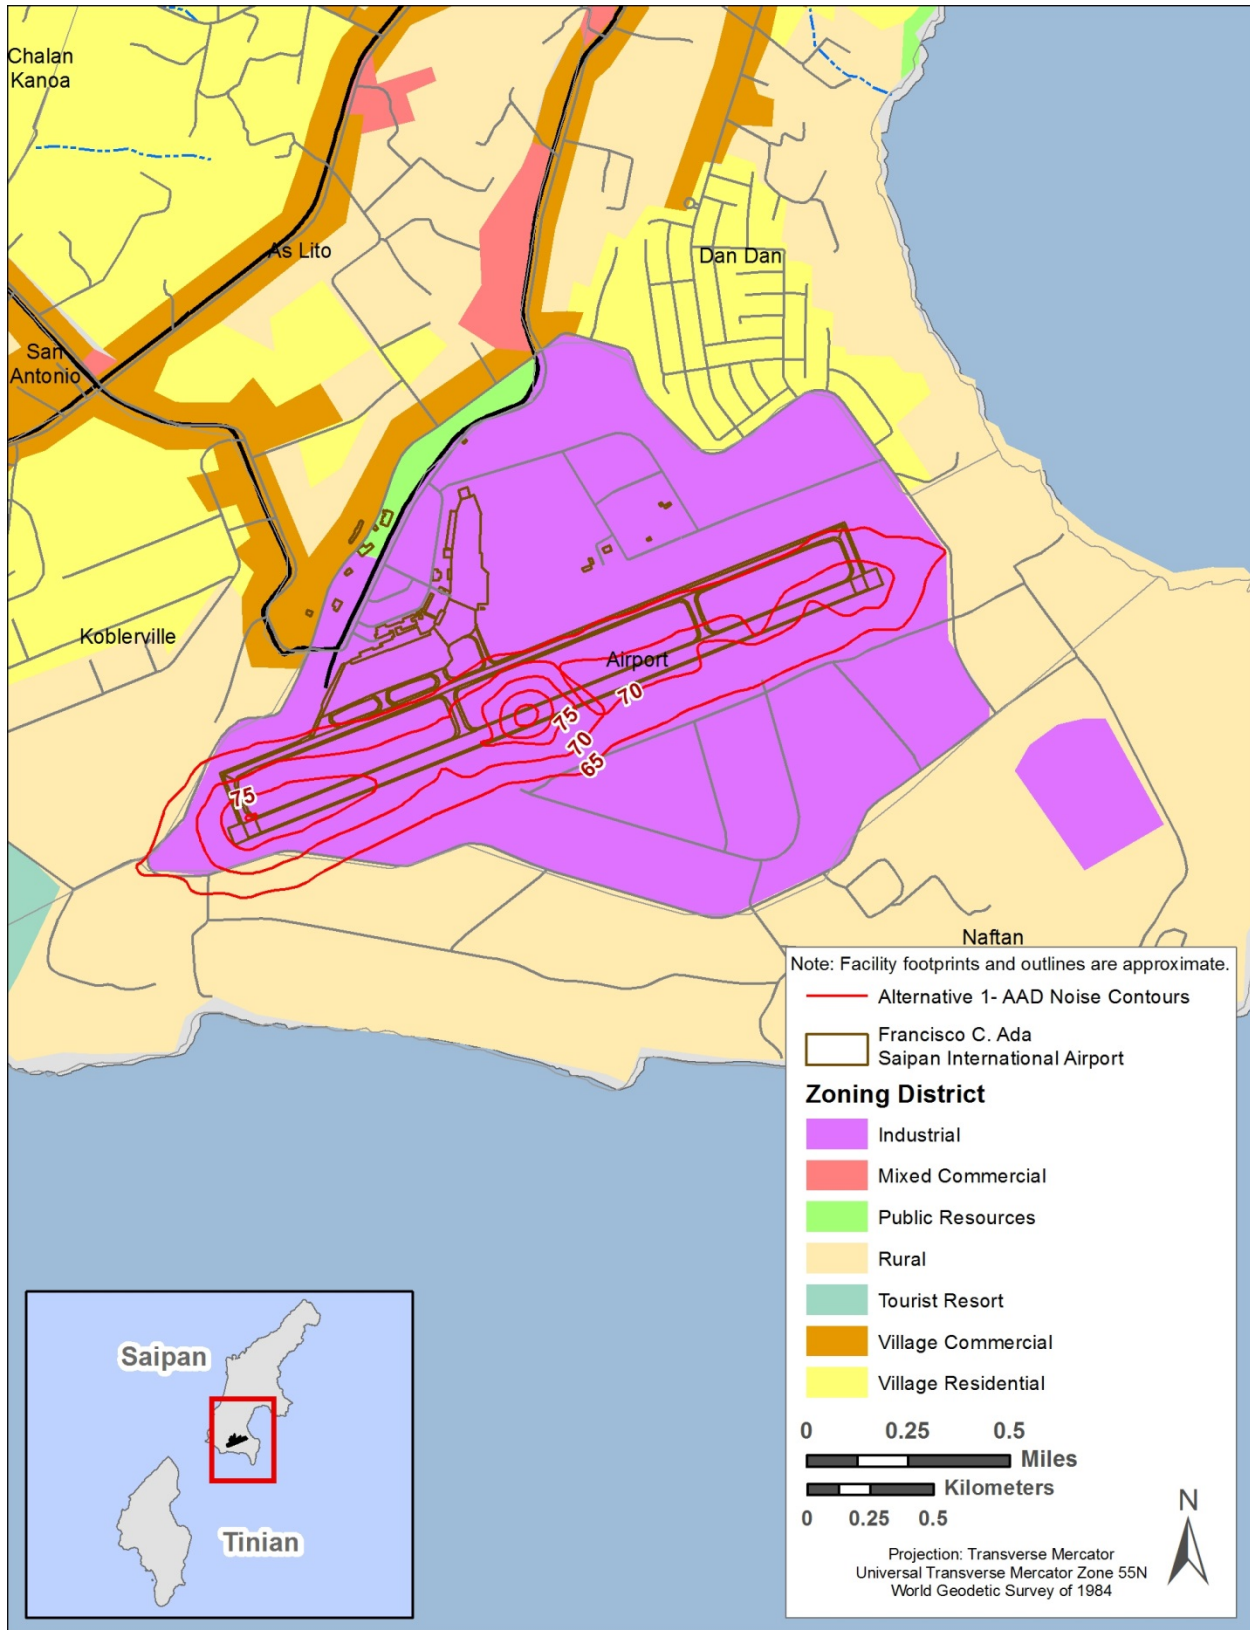 Chalan
Kanoa
As Lito
Dan Dan
San
Antonio
Koblerville
Airport
75
70
70
65
75
Naftan
Note: Facility footprints and outlines are approximate.
Alternative 1- AAD Noise Contours
Francisco C. Ada
Saipan International Airport
Zoning District
Industrial
Mixed Commercial
Public Resources
Rural
Tourist Resort
Village Commercial
Village Residential
0 0.25 0.5
Miles
Kilometers
0 0.25 0.5
N
Projection: Transverse Mercator
Universal Transverse Mercator Zone 55N
World Geodetic Survey of 1984
Saipan
Tinian